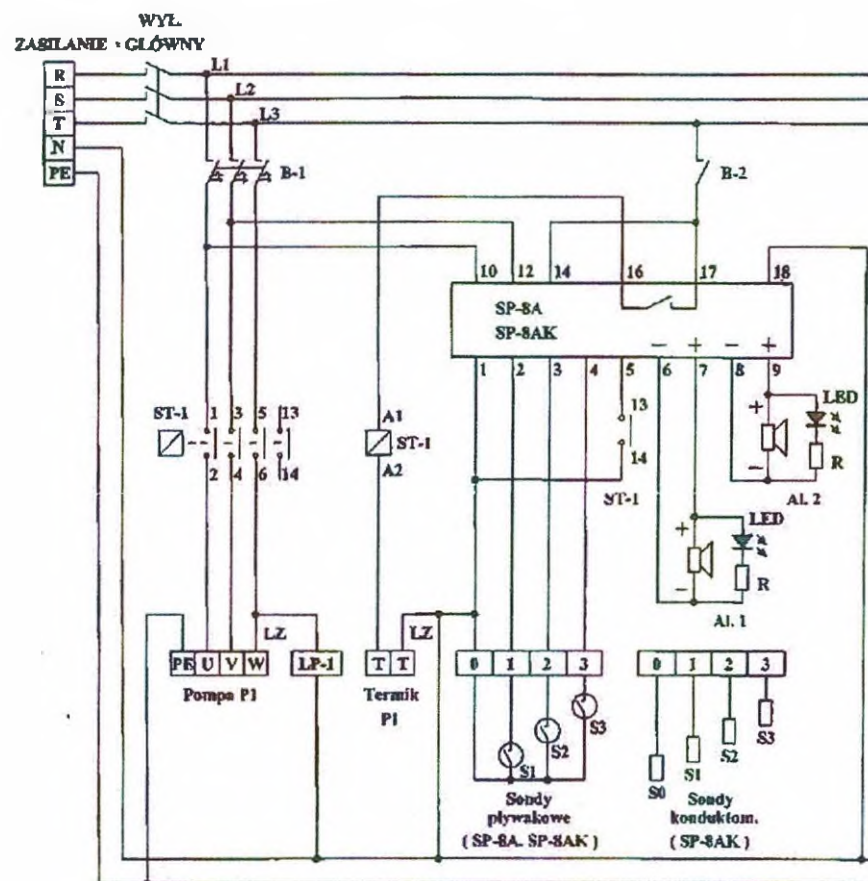 WYŁ.
ZASILANIE - GŁÓWNY
R
S
T
N
PE
L1
L2
L3
B-1
B-2
10 12 14 16 17 18
SP-8A
SP-8AK
− + − +
1 2 3 4 5 6 7 8 9
ST-1
1 3 5 13
2 4 6 14
A1
ST-1
A2
13
14
ST-1
+
−
LED
R
Al. 2
+
−
LED
R
Al. 1
LZ
LZ
PE U V W
LP-1
T T
0 1 2 3
0 1 2 3
Pompa P1
Termik
P1
S1
S2
S3
S0
S1
S2
S3
Sondy
pływakowe
( SP-8A. SP-8AK )
Sondy
konduktom.
( SP-8AK )